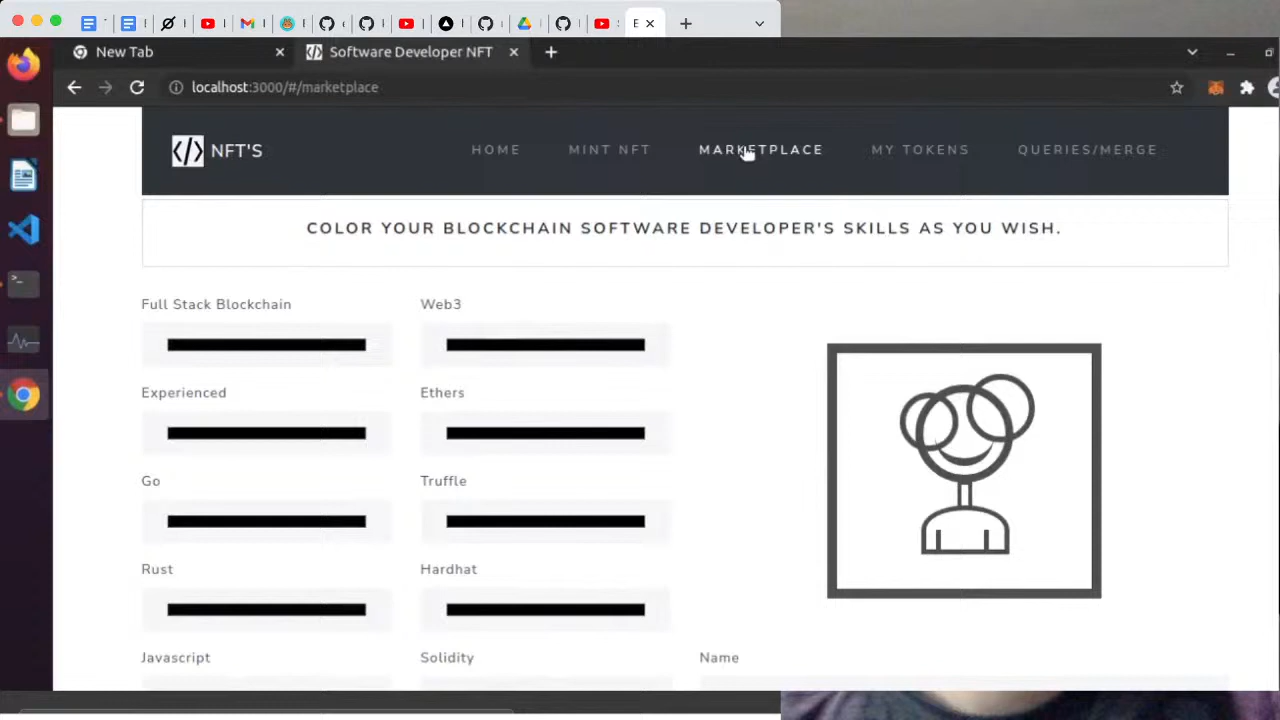 New Tab
Software Developer NFT
localhost:3000/#/marketplace
</> NFT'S
HOME
MINT NFT
MARKETPLACE
MY TOKENS
QUERIES/MERGE
COLOR YOUR BLOCKCHAIN SOFTWARE DEVELOPER'S SKILLS AS YOU WISH.
Full Stack Blockchain
Web3
Experienced
Ethers
Go
Truffle
Rust
Hardhat
Javascript
Solidity
Name